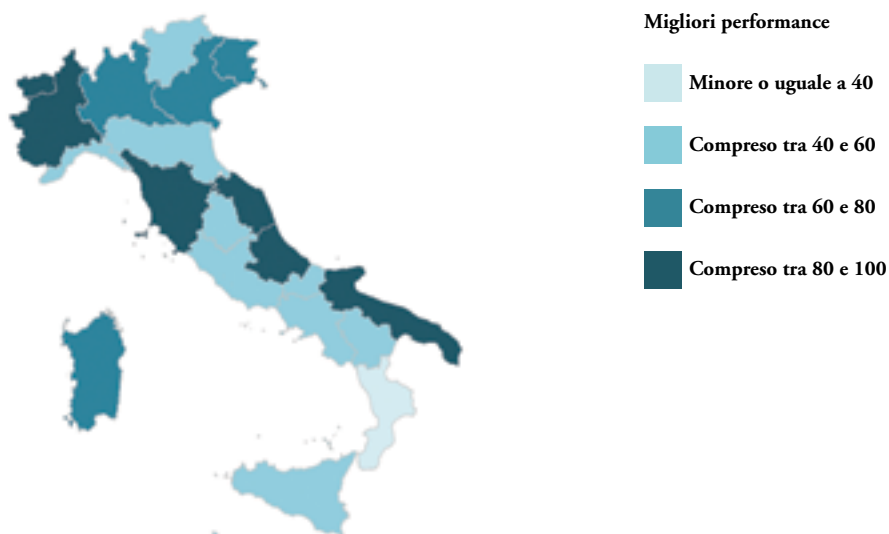 Migliori performance
Minore o uguale a 40
Compreso tra 40 e 60
Compreso tra 60 e 80
Compreso tra 80 e 100